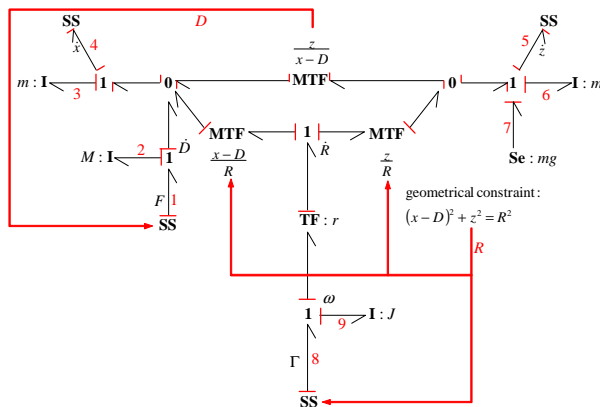 SS
D
SS
4
ẋ
z
x − D
5
ż
m : I
1
0
MTF
0
1
I : m
3
6
7
MTF
1
MTF
Ḋ
M : I
2
1
x − D
R
Ṙ
z
R
Se : mg
F
1
SS
TF : r
geometrical constraint :
(x − D)² + z² = R²
R
ω
1
9
I : J
Γ
8
SS